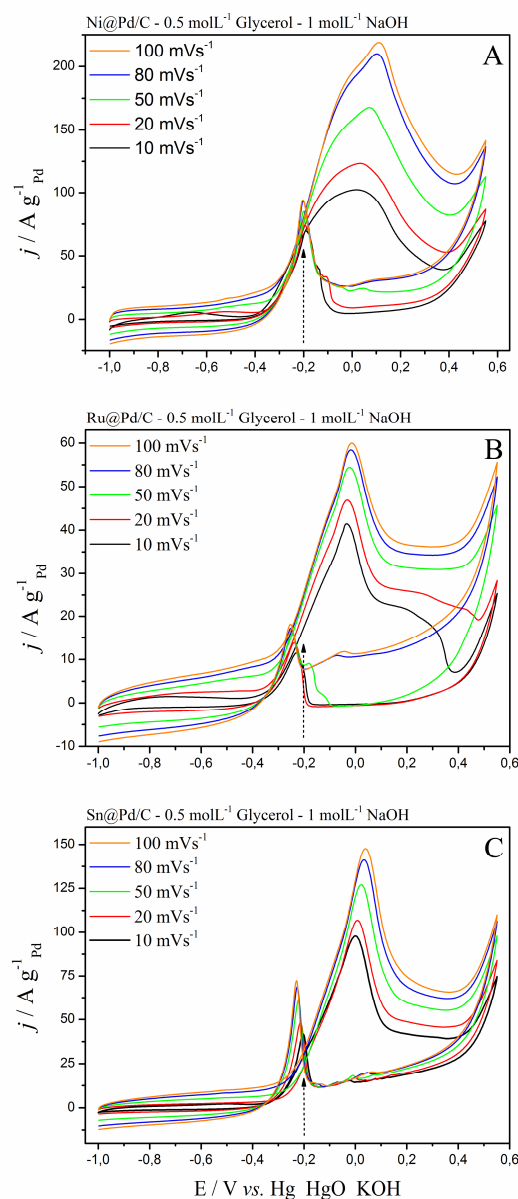 Ni@Pd/C - 0.5 molL⁻¹ Glycerol - 1 molL⁻¹ NaOH
A
100 mVs⁻¹
80 mVs⁻¹
50 mVs⁻¹
20 mVs⁻¹
10 mVs⁻¹
j / A g⁻¹Pd
200
150
100
50
0
-1,0 -0,8 -0,6 -0,4 -0,2 0,0 0,2 0,4 0,6
Ru@Pd/C - 0.5 molL⁻¹ Glycerol - 1 molL⁻¹ NaOH
B
100 mVs⁻¹
80 mVs⁻¹
50 mVs⁻¹
20 mVs⁻¹
10 mVs⁻¹
j / A g⁻¹Pd
60
50
40
30
20
10
0
-10
-1,0 -0,8 -0,6 -0,4 -0,2 0,0 0,2 0,4 0,6
Sn@Pd/C - 0.5 molL⁻¹ Glycerol - 1 molL⁻¹ NaOH
C
100 mVs⁻¹
80 mVs⁻¹
50 mVs⁻¹
20 mVs⁻¹
10 mVs⁻¹
j / A g⁻¹Pd
150
125
100
75
50
25
0
-1,0 -0,8 -0,6 -0,4 -0,2 0,0 0,2 0,4 0,6
E / V vs. Hg HgO KOH